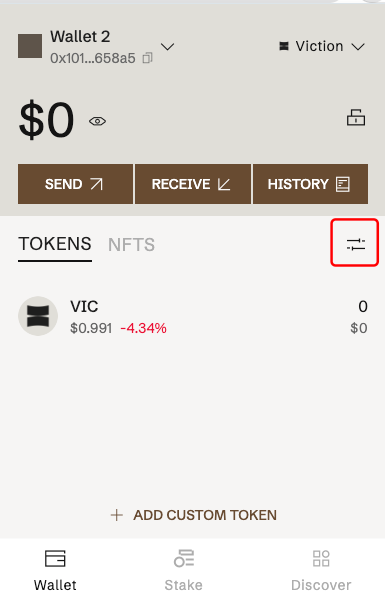 Wallet 2
0x101...658a5
Viction
$0
SEND
RECEIVE
HISTORY
TOKENS
NFTS
VIC
0
$0.991 -4.34%
$0
ADD CUSTOM TOKEN
Wallet
Stake
Discover